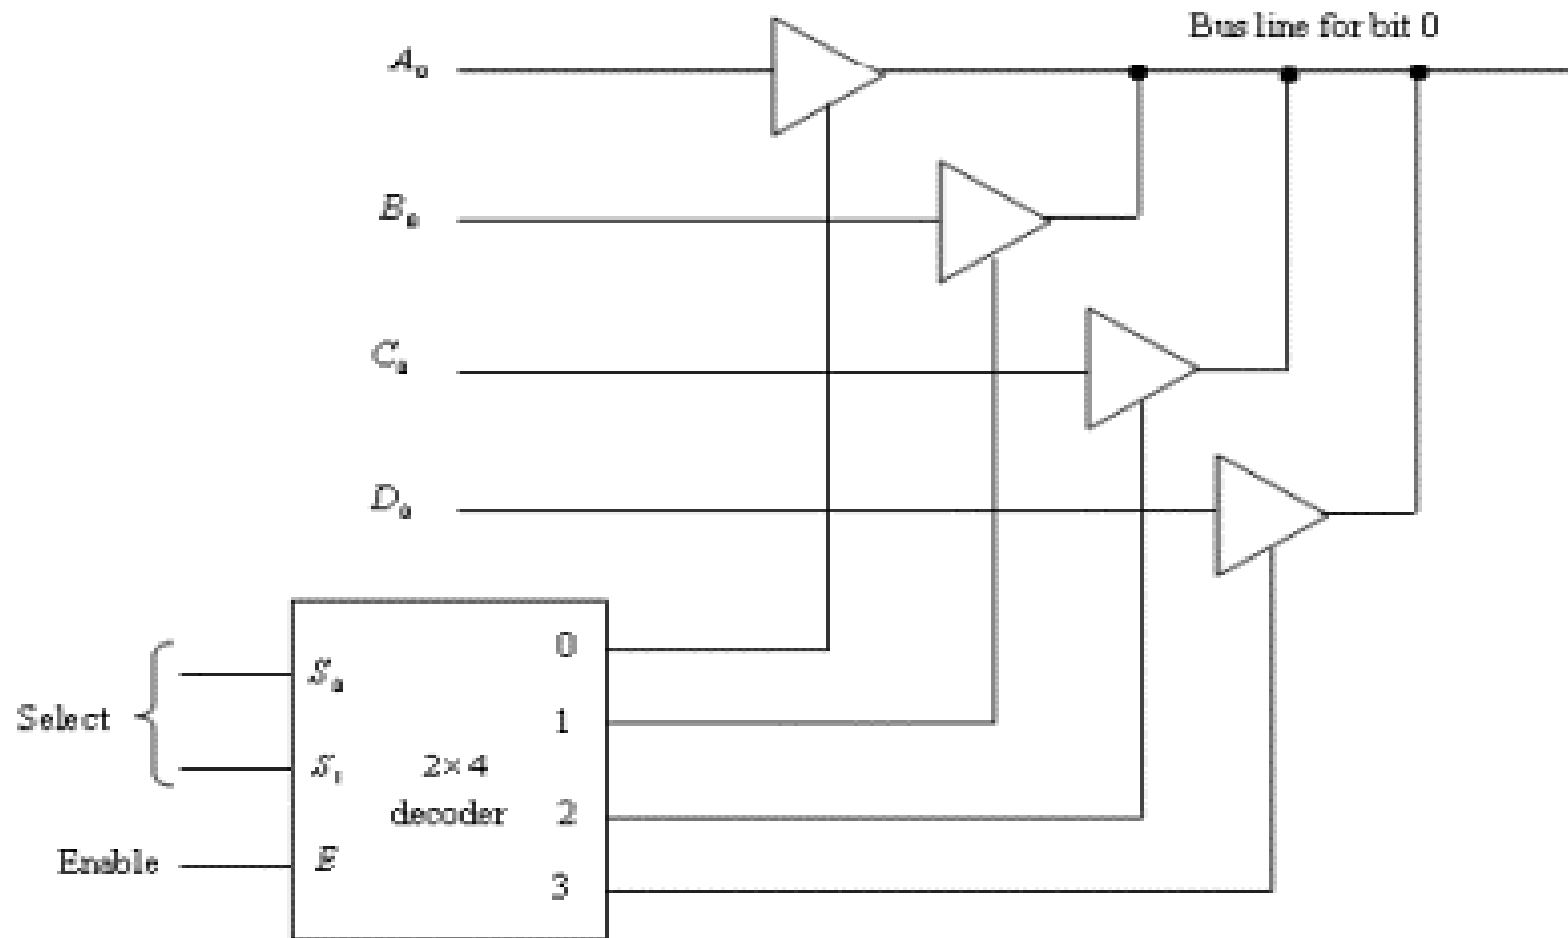 Bus line for bit 0
A₀
B₀
C₀
D₀
0
S₀
Select
1
S₁
2×4
decoder
2
Enable
E
3